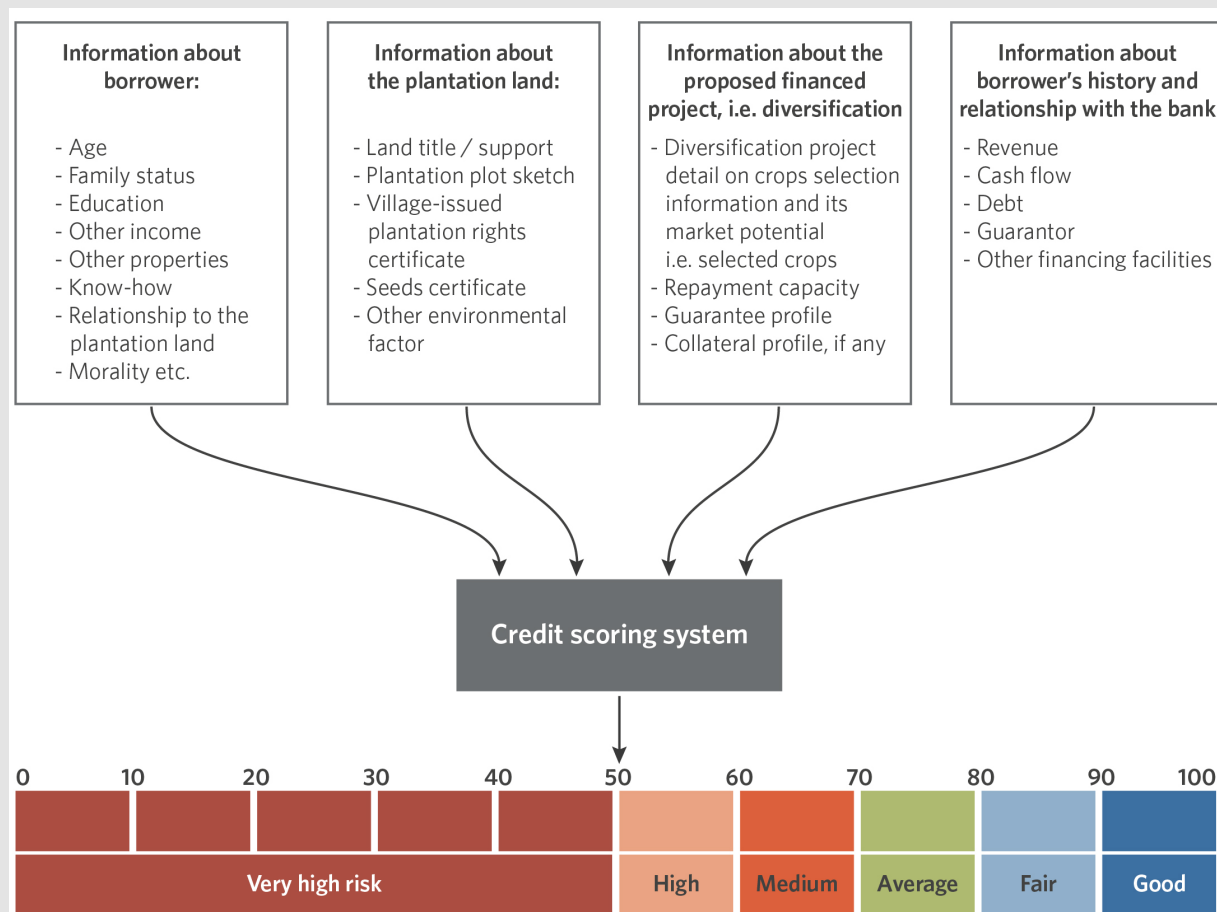 Information about
borrower:
- Age
- Family status
- Education
- Other income
- Other properties
- Know-how
- Relationship to the
plantation land
- Morality etc.
Information about
the plantation land:
- Land title / support
- Plantation plot sketch
- Village-issued
plantation rights
certificate
- Seeds certificate
- Other environmental
factor
Information about the
proposed financed
project, i.e. diversification
- Diversification project
detail on crops selection
information and its
market potential
i.e. selected crops
- Repayment capacity
- Guarantee profile
- Collateral profile, if any
Information about
borrower’s history and
relationship with the bank
- Revenue
- Cash flow
- Debt
- Guarantor
- Other financing facilities
Credit scoring system
0 10 20 30 40 50 60 70 80 90 100
Very high risk High Medium Average Fair Good